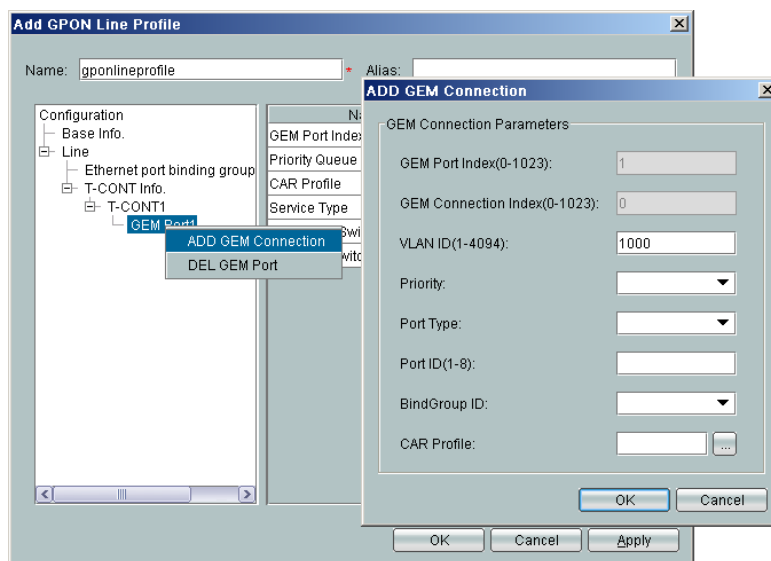 Add GPON Line Profile
Name: gponlineprofile * Alias:
Configuration
Base Info.
Line
Ethernet port binding group
T-CONT Info.
T-CONT1
GEM Port1
ADD GEM Connection
DEL GEM Port
GEM Port Index
Priority Queue
CAR Profile
Service Type
OK Cancel Apply
ADD GEM Connection
GEM Connection Parameters
GEM Port Index(0-1023): 1
GEM Connection Index(0-1023): 0
VLAN ID(1-4094): 1000
Priority:
Port Type:
Port ID(1-8):
BindGroup ID:
CAR Profile: ...
OK Cancel